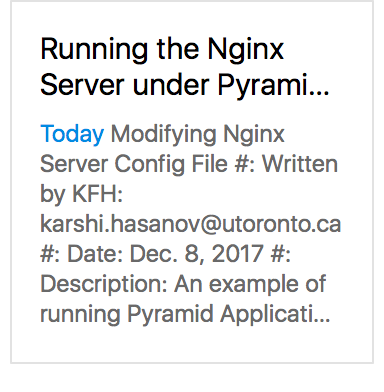 Running the Nginx
Server under Pyrami...
Today Modifying Nginx
Server Config File #: Written
by KFH:
karshi.hasanov@utoronto.ca
#: Date: Dec. 8, 2017 #:
Description: An example of
running Pyramid Applicati...